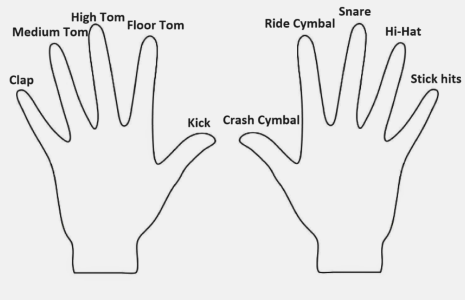 Clap
Medium Tom
High Tom
Floor Tom
Kick
Crash Cymbal
Ride Cymbal
Snare
Hi-Hat
Stick hits